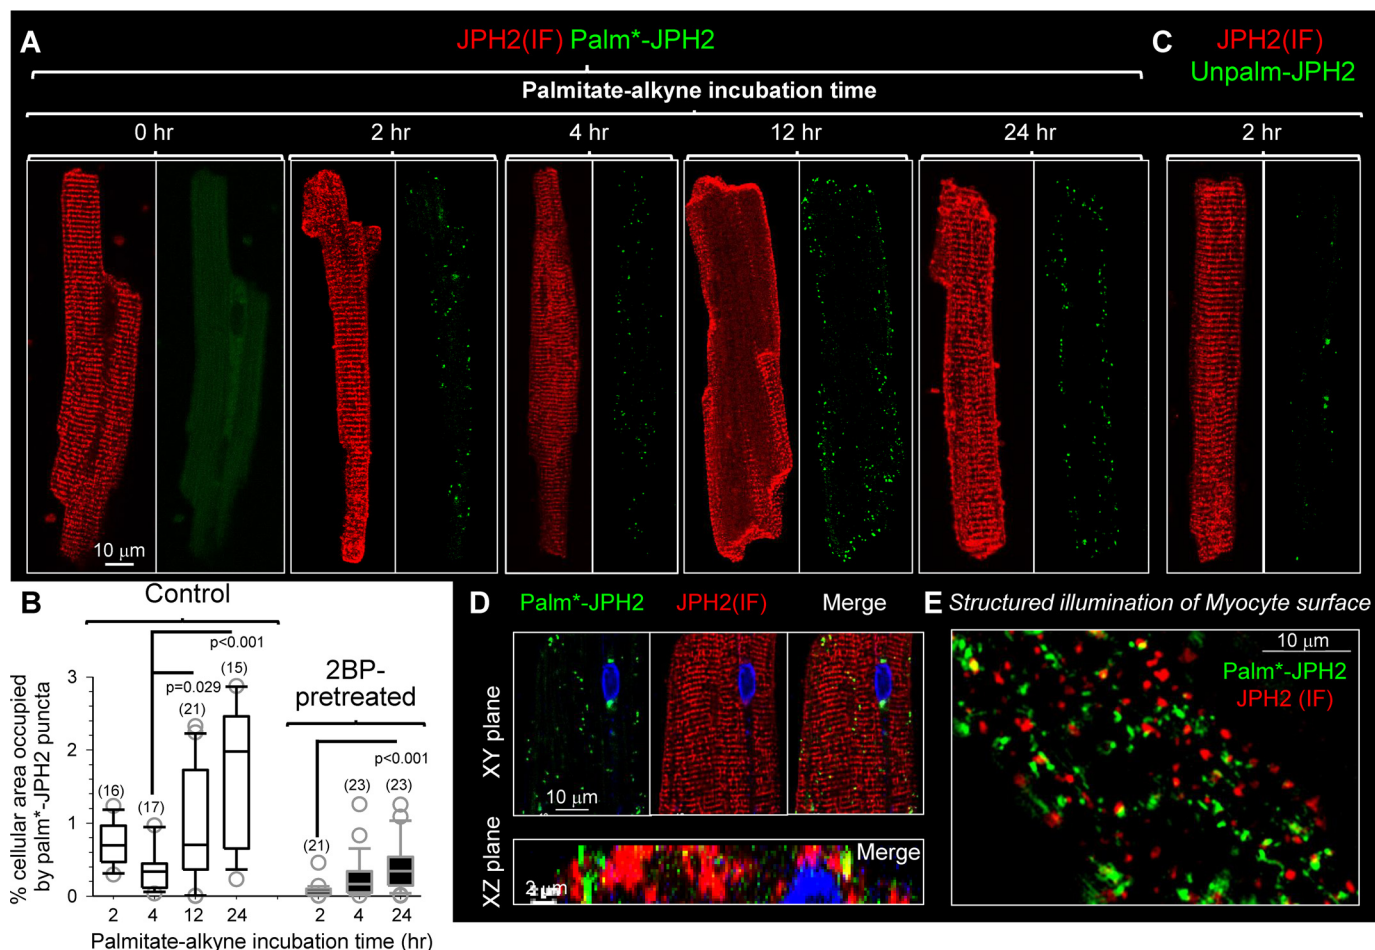 A
JPH2(IF) Palm*-JPH2
Palmitate-alkyne incubation time
0 hr
2 hr
4 hr
12 hr
24 hr
10 µm
C
JPH2(IF)
Unpalm-JPH2
2 hr
B
Control
p<0.001
(15)
p=0.029
(21)
(16)
(17)
2BP-
pretreated
p<0.001
(23)
(23)
(21)
% cellular area occupied
by palm*-JPH2 puncta
3
2
1
0
2
4
12
24
2
4
24
Palmitate-alkyne incubation time (hr)
D
Palm*-JPH2
JPH2(IF)
Merge
XY plane
10 µm
XZ plane
Merge
2 µm
E
Structured illumination of Myocyte surface
10 µm
Palm*-JPH2
JPH2 (IF)